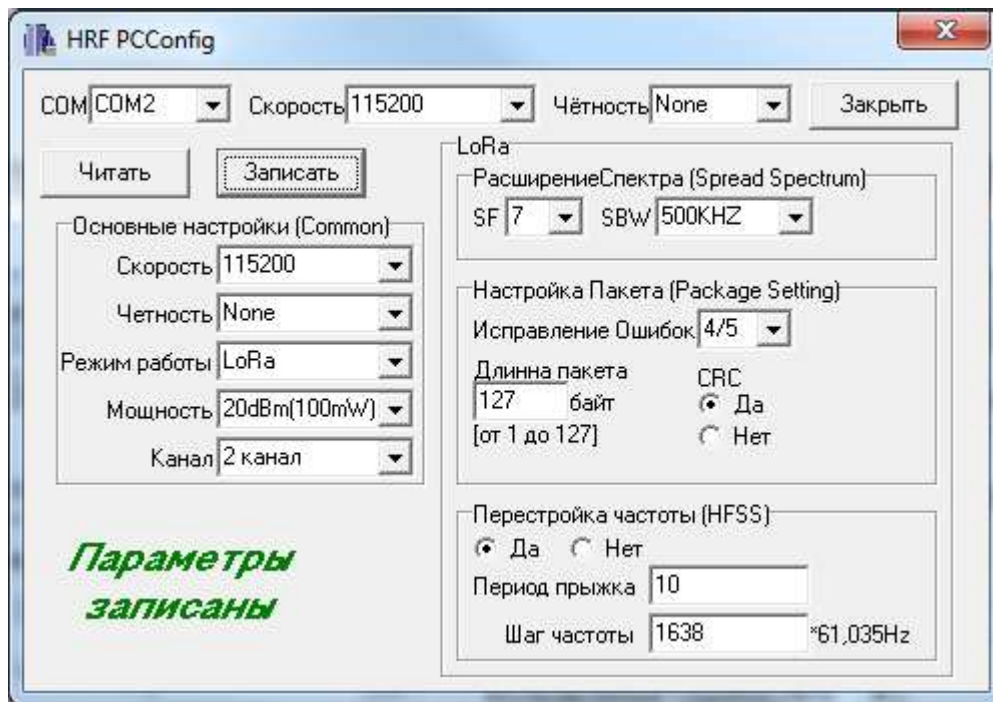 HRF PCConfig
COM COM2 Скорость 115200 Чётность None Закрыть
Читать Записать
Основные настройки (Common)
Скорость 115200
Четность None
Режим работы LoRa
Мощность 20dBm(100mW)
Канал 2 канал
Параметры
записаны
LoRa
РасширениеСпектра (Spread Spectrum)
SF 7 SBW 500KHZ
Настройка Пакета (Package Setting)
Исправление Ошибок 4/5
Длинна пакета
127 байт
[от 1 до 127]
CRC
Да
Нет
Перестройка частоты (HFSS)
Да Нет
Период прыжка 10
Шаг частоты 1638 *61,035Hz